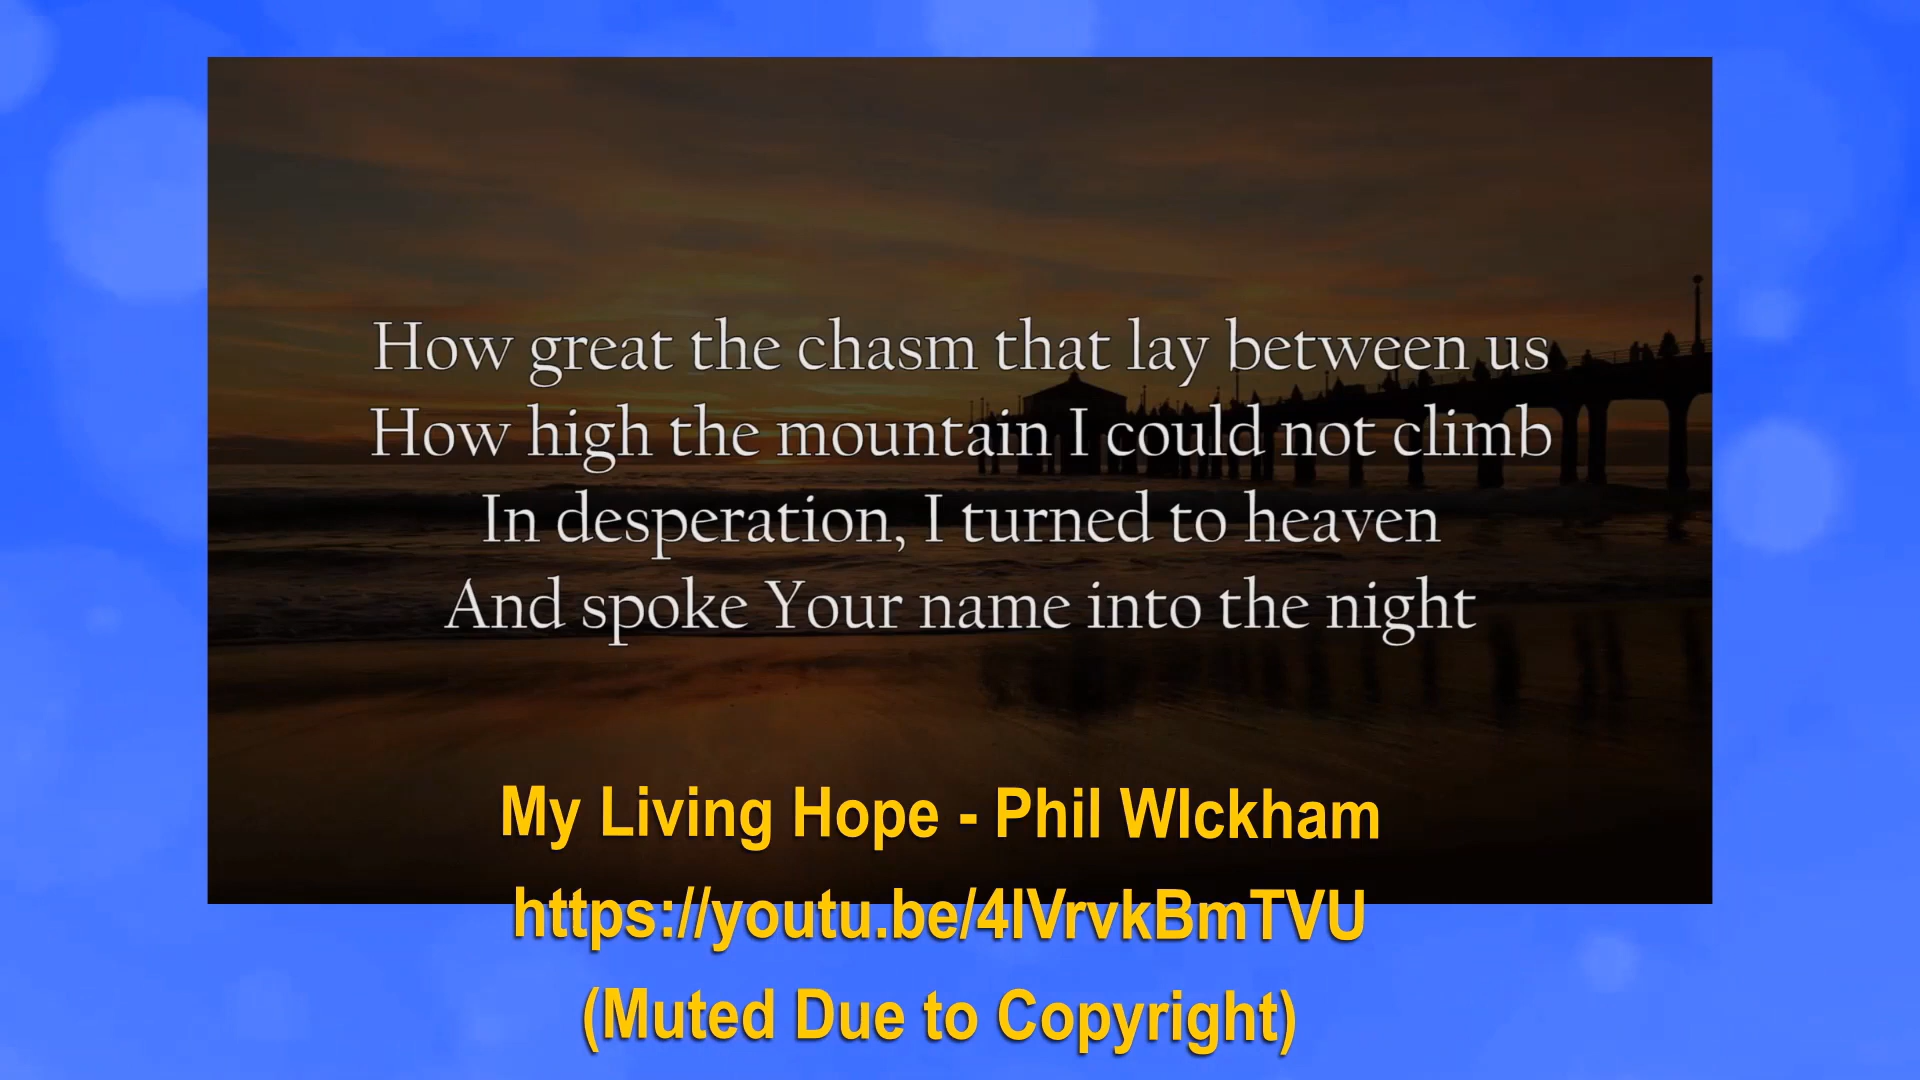 How great the chasm that lay between us
How high the mountain I could not climb
In desperation, I turned to heaven
And spoke Your name into the night
My Living Hope - Phil WIckham
https://youtu.be/4IVrvkBmTVU
(Muted Due to Copyright)